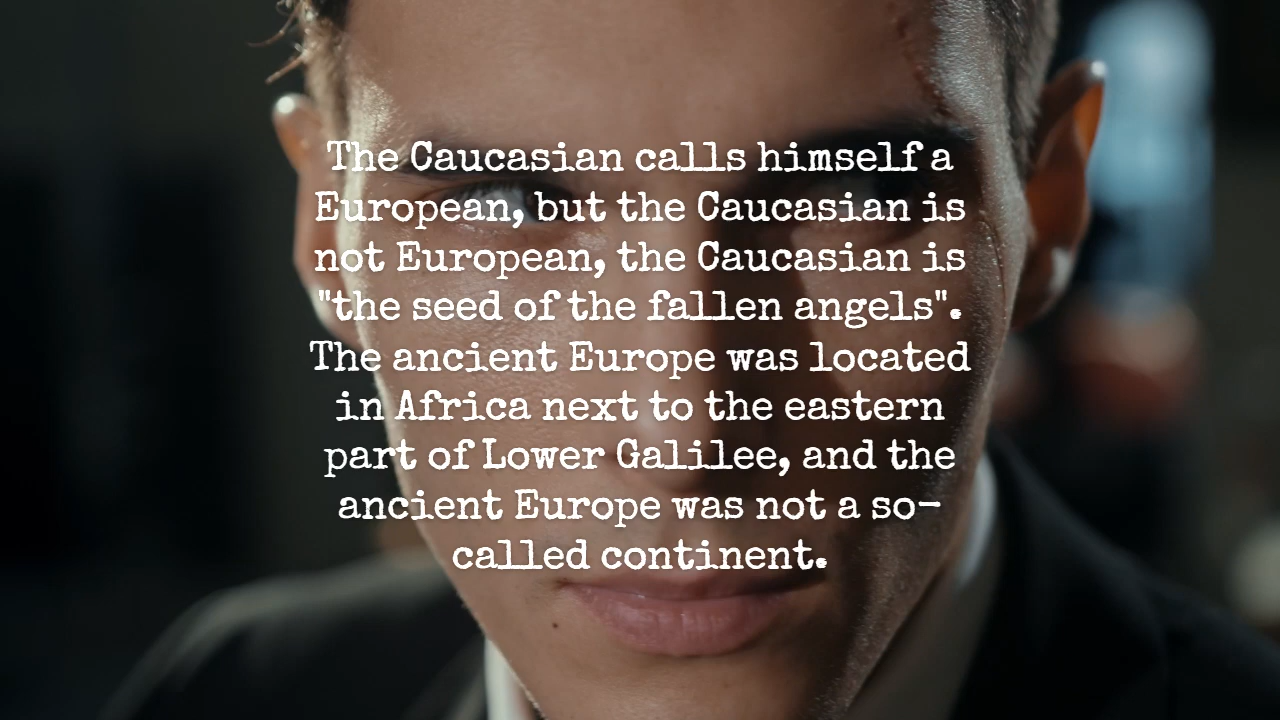 The Caucasian calls himself a
European, but the Caucasian is
not European, the Caucasian is
"the seed of the fallen angels".
The ancient Europe was located
in Africa next to the eastern
part of Lower Galilee, and the
ancient Europe was not a so-
called continent.